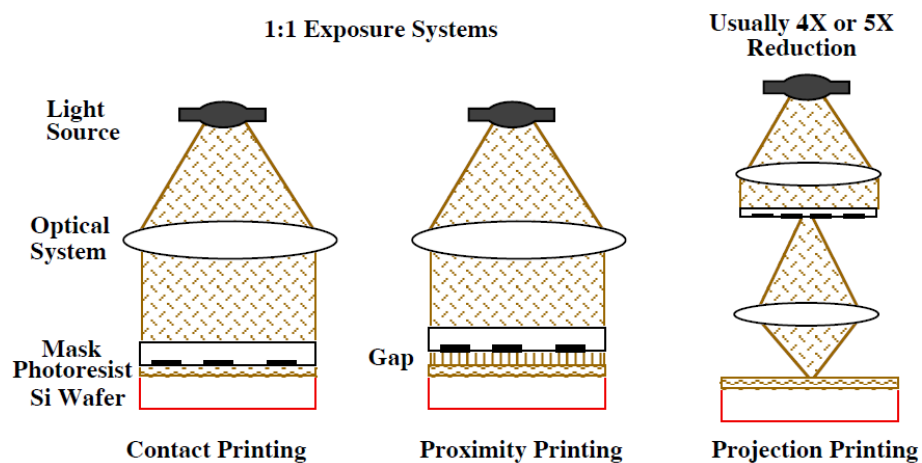 1:1 Exposure Systems
Usually 4X or 5X
Reduction
Light
Source
Optical
System
Mask
Photoresist
Si Wafer
Gap
Contact Printing
Proximity Printing
Projection Printing